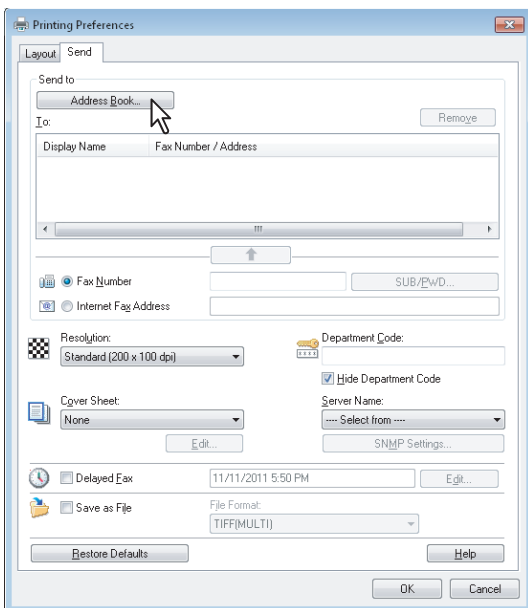 Printing Preferences
Layout Send
Send to
Address Book...
To:
Remove
Display Name Fax Number / Address
Fax Number SUB/PWD...
Internet Fax Address
Resolution: Department Code:
Standard (200 x 100 dpi)
Hide Department Code
Cover Sheet: Server Name:
None ---- Select from ----
Edit... SNMP Settings...
Delayed Fax 11/11/2011 5:50 PM Edit...
Save as File File Format:
TIFF(MULTI)
Restore Defaults Help
OK Cancel